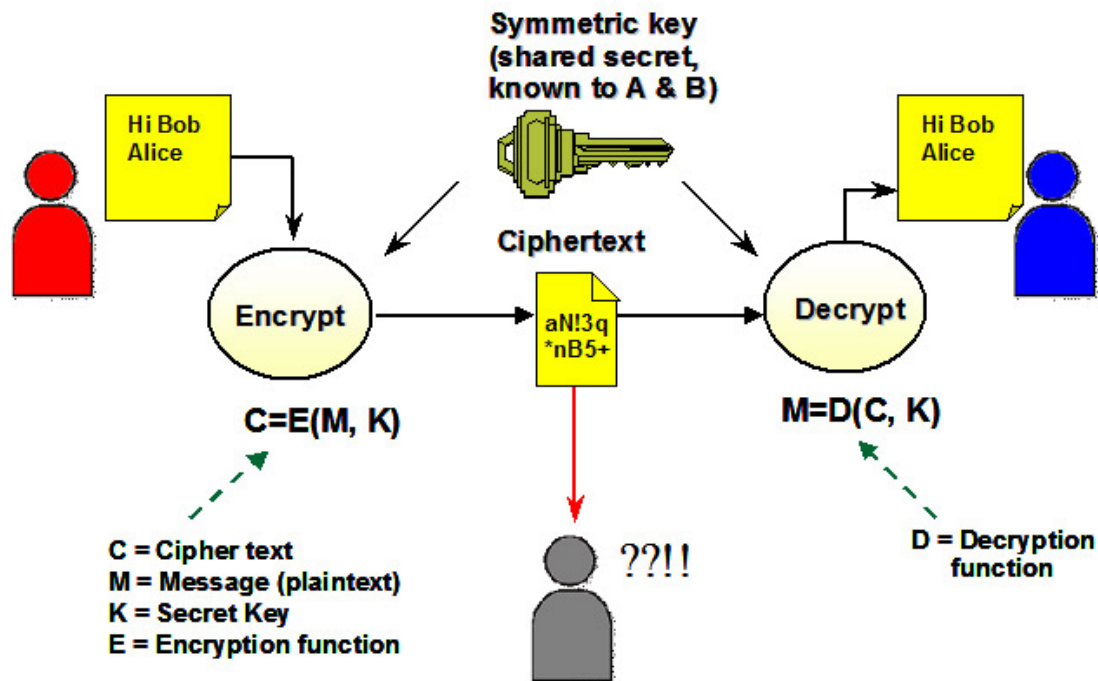 Symmetric key
(shared secret,
known to A & B)
Hi Bob
Alice
Hi Bob
Alice
Ciphertext
Encrypt
aN!3q
*nB5+
Decrypt
C=E(M, K)
M=D(C, K)
C = Cipher text
M = Message (plaintext)
K = Secret Key
E = Encryption function
??!!
D = Decryption
function